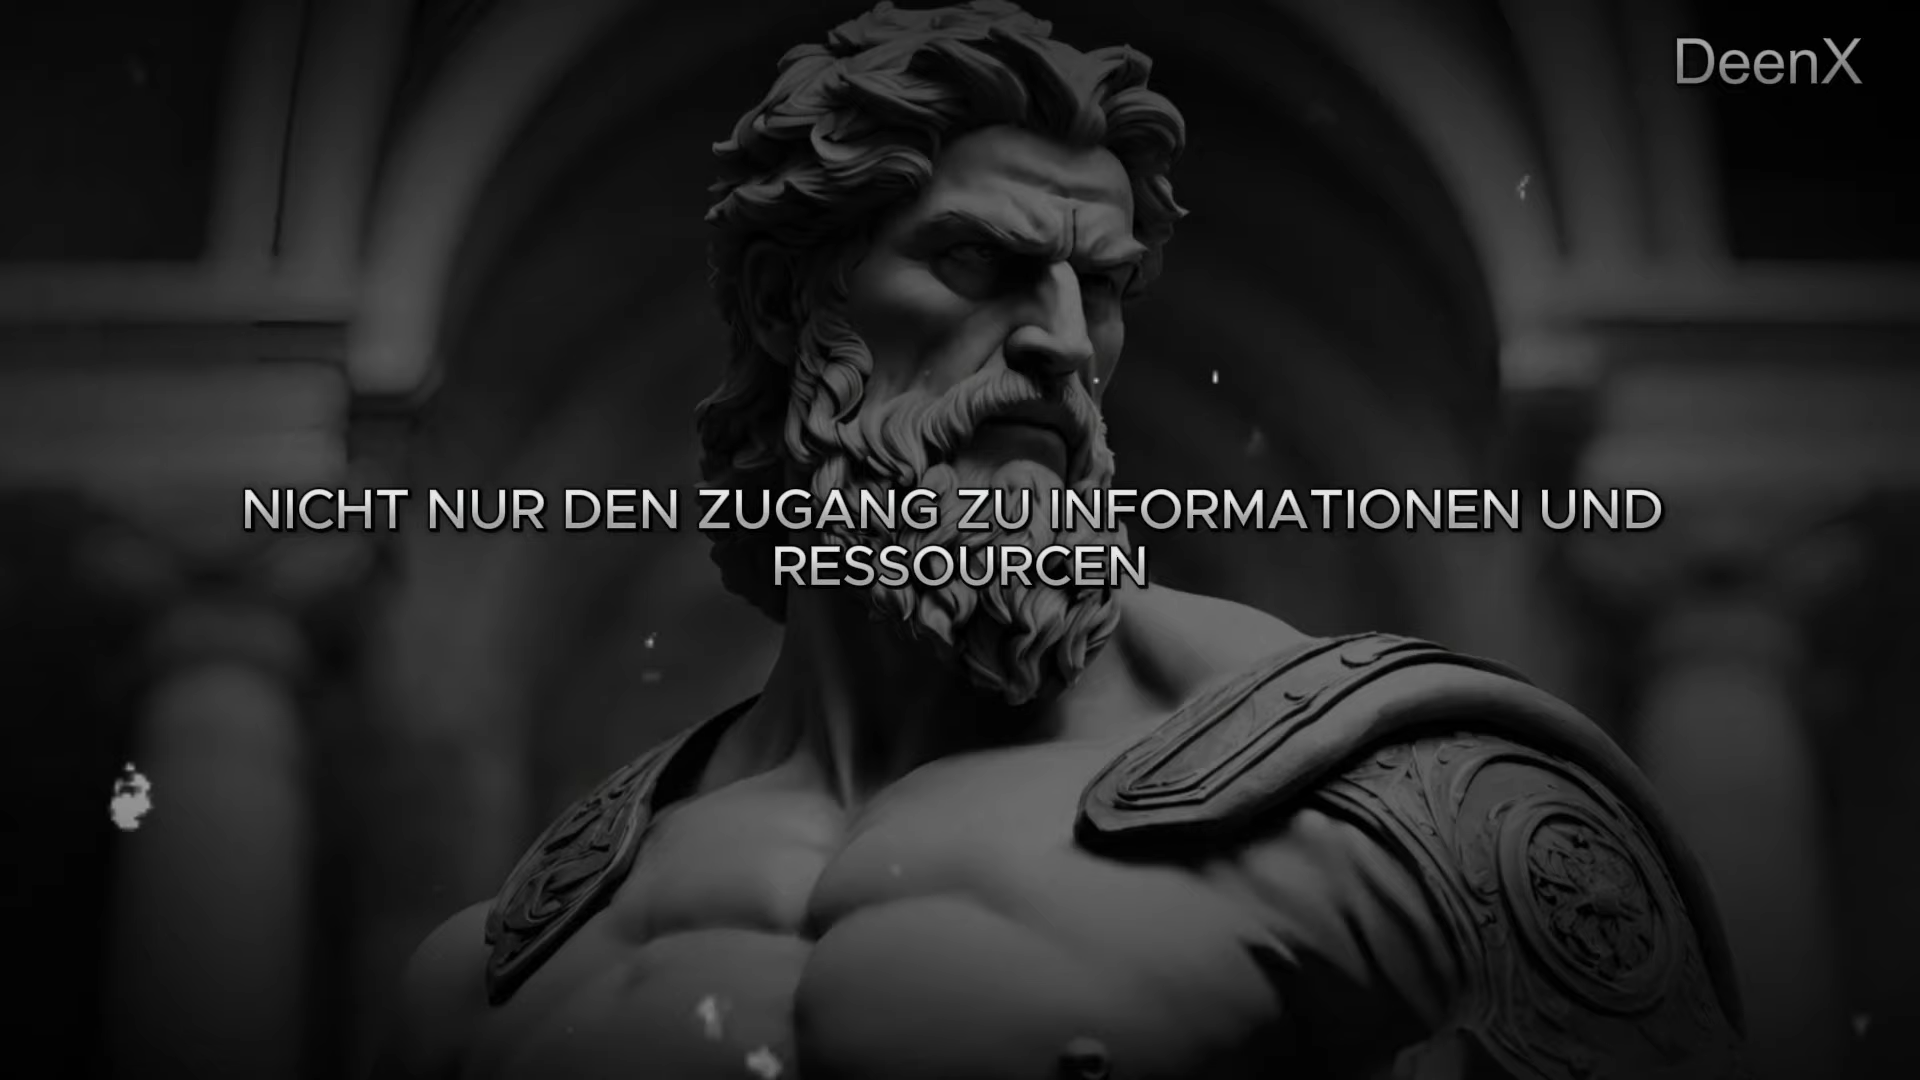 DeenX
NICHT NUR DEN ZUGANG ZU INFORMATIONEN UND
RESSOURCEN